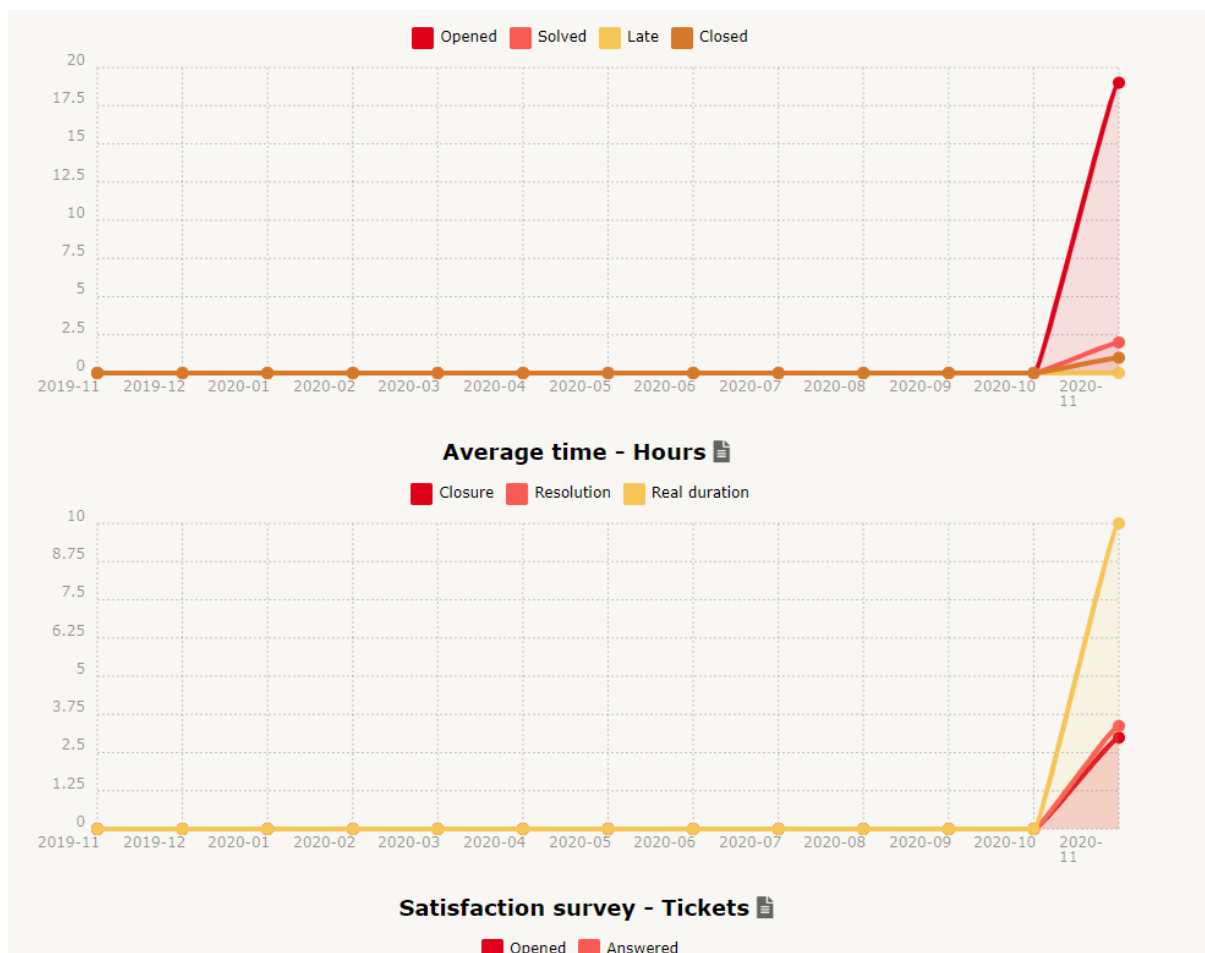 Opened Solved Late Closed
20
17.5
15
12.5
10
7.5
5
2.5
0
2019-11 2019-12 2020-01 2020-02 2020-03 2020-04 2020-05 2020-06 2020-07 2020-08 2020-09 2020-10 2020-
11
Average time - Hours
Closure Resolution Real duration
10
8.75
7.5
6.25
5
3.75
2.5
1.25
0
2019-11 2019-12 2020-01 2020-02 2020-03 2020-04 2020-05 2020-06 2020-07 2020-08 2020-09 2020-10 2020-
11
Satisfaction survey - Tickets
Opened Answered